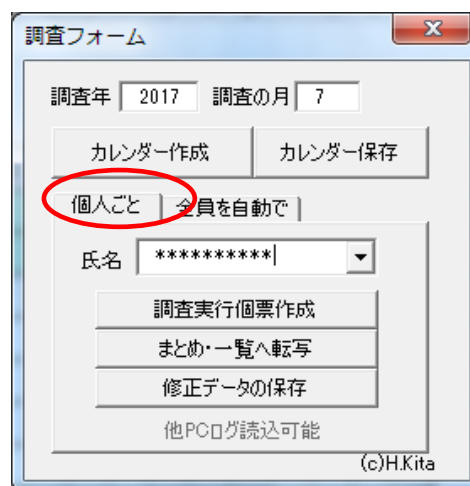 調査フォーム
調査年 2017 調査の月 7
カレンダー作成 カレンダー保存
個人ごと 全員を自動で
氏名 **********
調査実行個票作成
まとめ・一覧へ転写
修正データの保存
他PCログ読込可能
(c)H.Kita